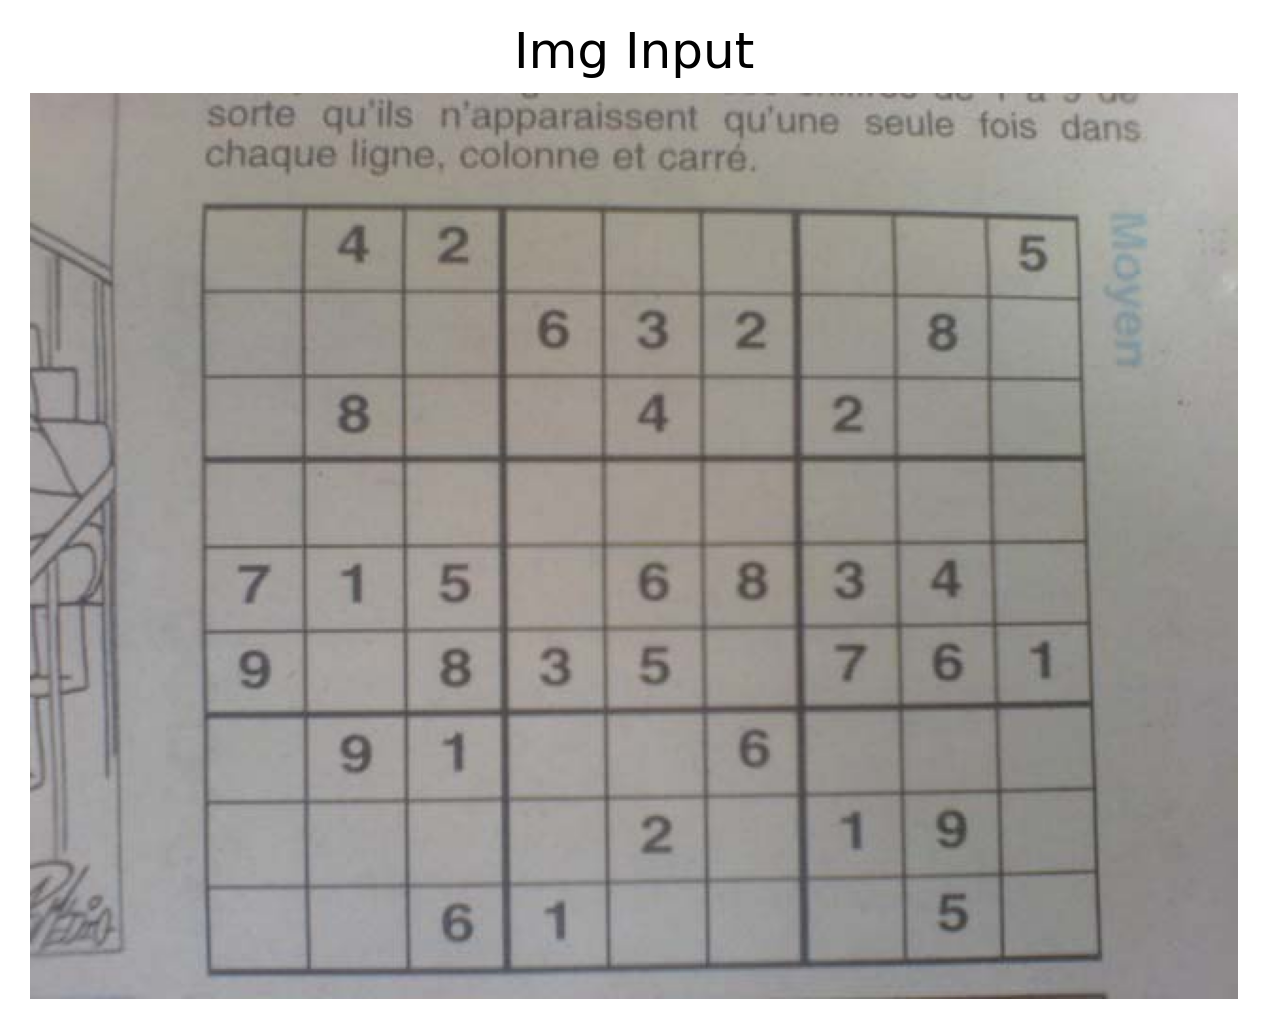 Img Input
sorte qu'ils n'apparaissent qu'une seule fois dans
chaque ligne, colonne et carré.
Moyen
4 2 5
6 3 2 8
8 4 2
7 1 5 6 8 3 4
9 8 3 5 7 6 1
9 1 6
2 1 9
6 1 5